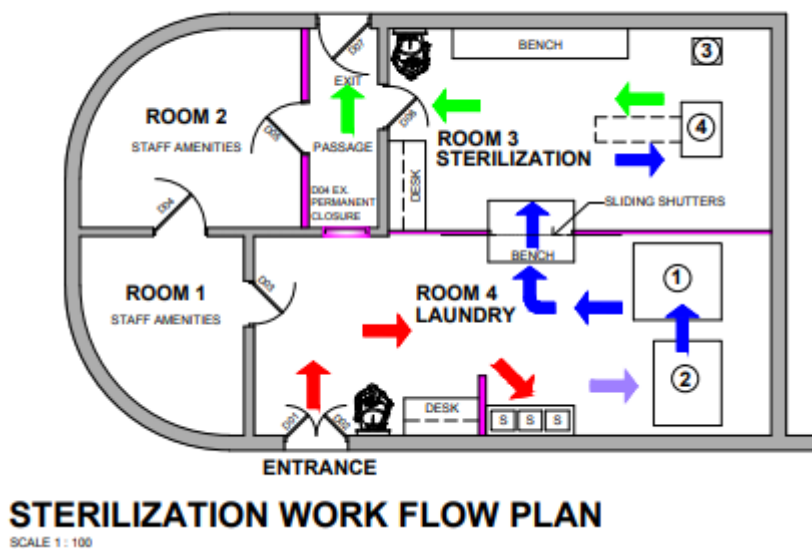 D07
BENCH
3
EXIT
ROOM 2
STAFF AMENITIES
D05
PASSAGE
D06
ROOM 3
STERILIZATION
4
D04 EX.
PERMANENT
CLOSURE
DESK
SLIDING SHUTTERS
D04
BENCH
ROOM 1
STAFF AMENITIES
D03
ROOM 4
LAUNDRY
1
2
D01
D02
DESK
S S S
ENTRANCE
STERILIZATION WORK FLOW PLAN
SCALE 1 : 100